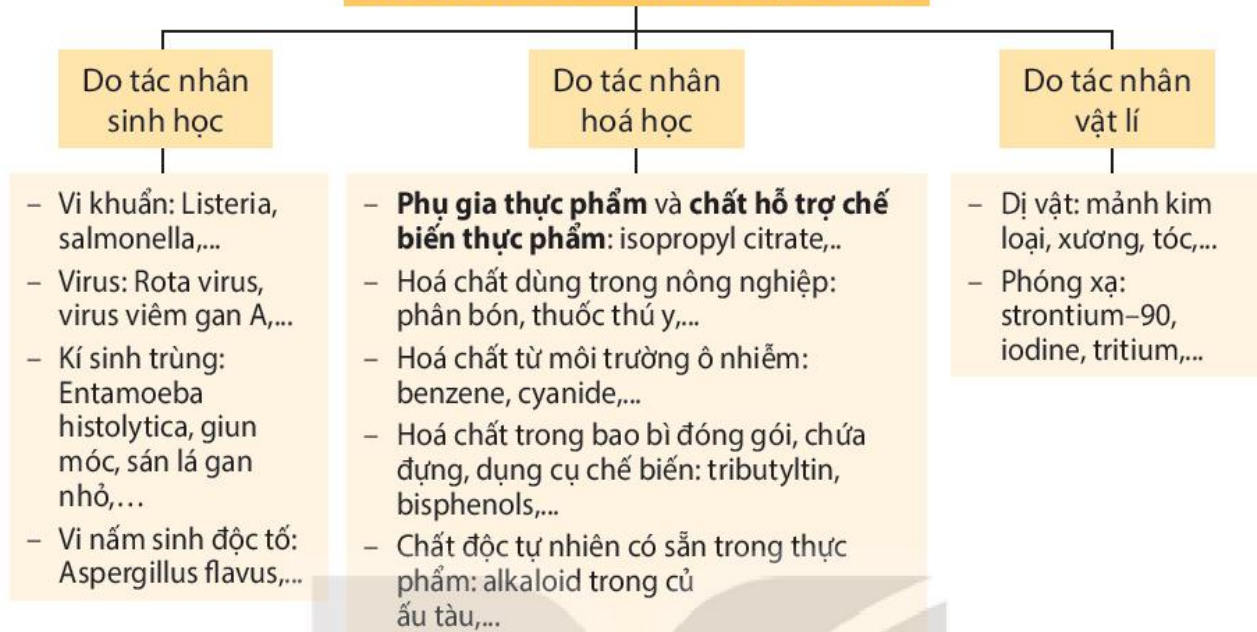 Do tác nhân
sinh học
– Vi khuẩn: Listeria,
salmonella,...
– Virus: Rota virus,
virus viêm gan A,...
– Kí sinh trùng:
Entamoeba
histolytica, giun
móc, sán lá gan
nhỏ,...
– Vi nấm sinh độc tố:
Aspergillus flavus,...
Do tác nhân
hoá học
– Phụ gia thực phẩm và chất hỗ trợ chế
biến thực phẩm: isopropyl citrate,..
– Hoá chất dùng trong nông nghiệp:
phân bón, thuốc thú y,...
– Hoá chất từ môi trường ô nhiễm:
benzene, cyanide,...
– Hoá chất trong bao bì đóng gói, chứa
đựng, dụng cụ chế biến: tributyltin,
bisphenols,...
– Chất độc tự nhiên có sẵn trong thực
phẩm: alkaloid trong củ
ấu tàu,...
Do tác nhân
vật lí
– Dị vật: mảnh kim
loại, xương, tóc,...
– Phóng xạ:
strontium–90,
iodine, tritium,...